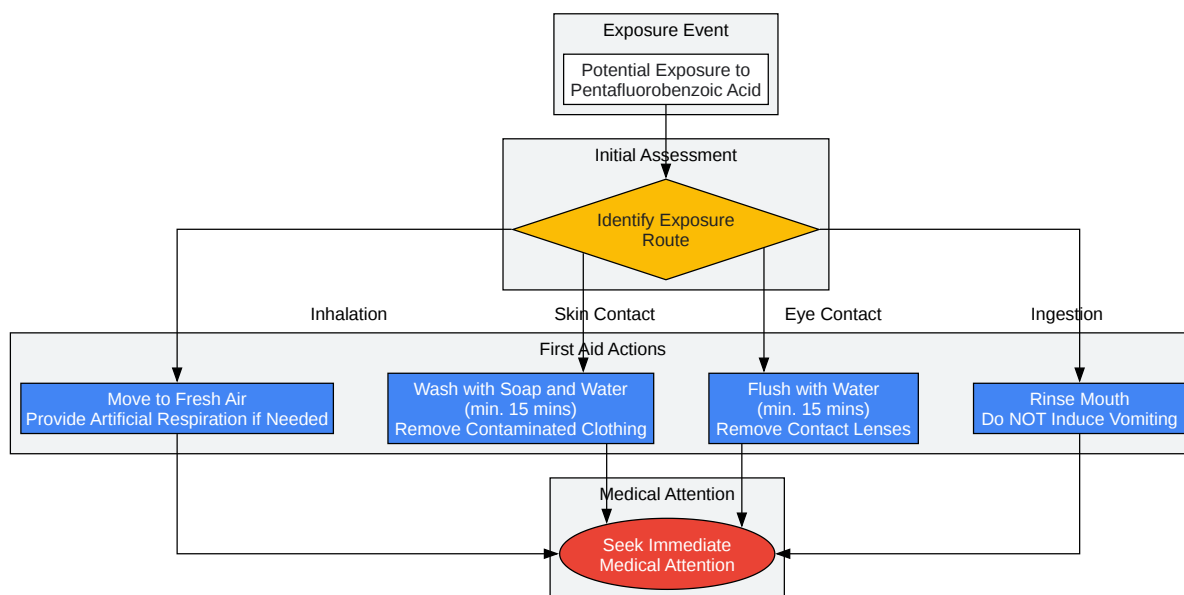 Exposure Event
Potential Exposure to
Pentafluorobenzoic Acid
Initial Assessment
Identify Exposure
Route
Inhalation
Skin Contact
Eye Contact
Ingestion
First Aid Actions
Move to Fresh Air
Provide Artificial Respiration if Needed
Wash with Soap and Water
(min. 15 mins)
Remove Contaminated Clothing
Flush with Water
(min. 15 mins)
Remove Contact Lenses
Rinse Mouth
Do NOT Induce Vomiting
Medical Attention
Seek Immediate
Medical Attention